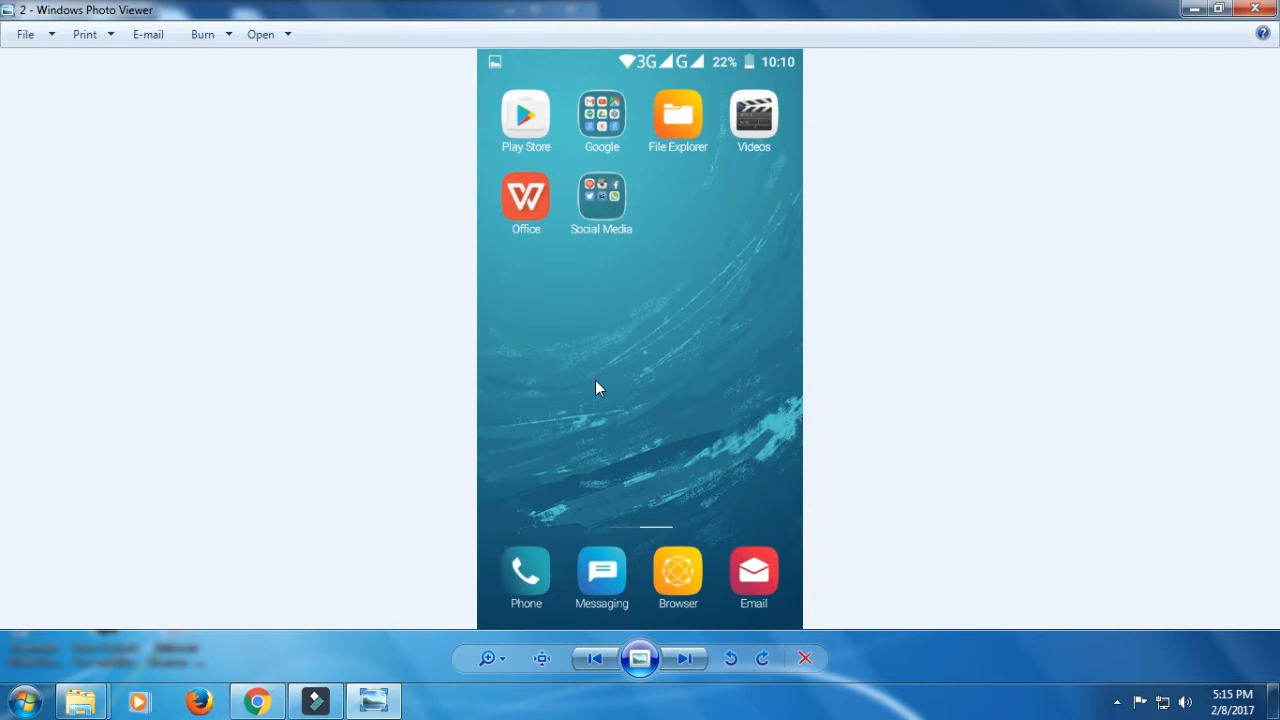 2 - Windows Photo Viewer
File Print E-mail Burn Open
3G G 22% 10:10
Play Store Google File Explorer Videos
Office Social Media
Phone Messaging Browser Email
5:15 PM
2/8/2017